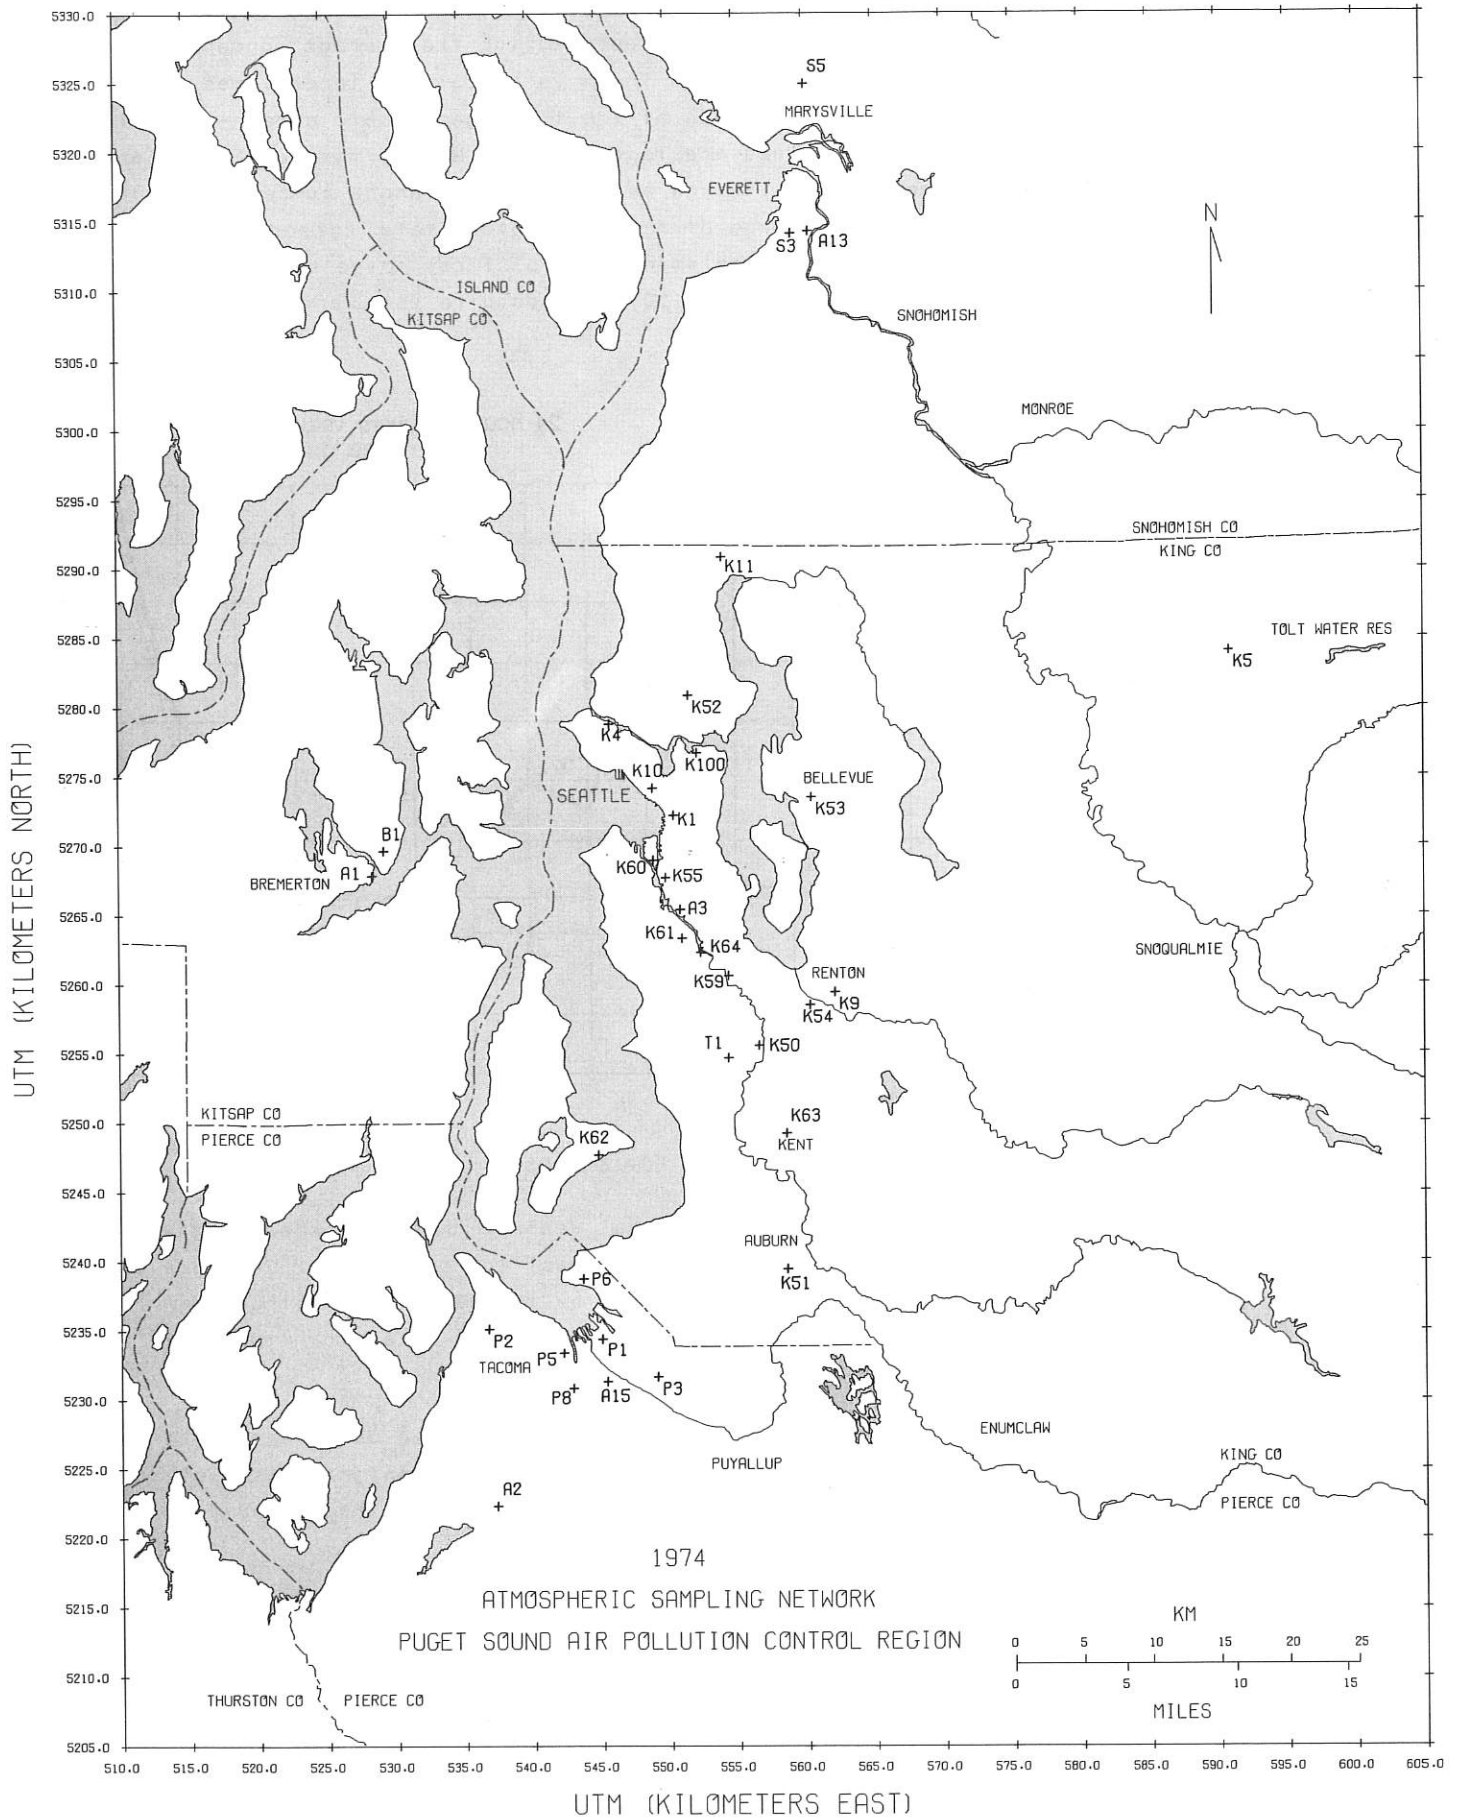 5330.0
S5
5325.0
MARYSVILLE
5320.0
EVERETT
N
5315.0
S3
A13
5310.0
ISLAND CO
KITSAP CO
SNOHOMISH
5305.0
MONROE
5300.0
5295.0
SNOHOMISH CO
KING CO
5290.0
K11
5285.0
TOLT WATER RES
K5
5280.0
K52
K4
K100
K10
5275.0
BELLEVUE
K53
SEATTLE
K1
B1
5270.0
K60
K55
A1
BREMERTON
5265.0
A3
K61
K64
SNOQUALMIE
K59
RENTON
5260.0
K9
K54
5255.0
T1
K50
KITSAP CO
K63
5250.0
PIERCE CO
K62
KENT
5245.0
AUBURN
5240.0
P6
K51
5235.0
P2
P1
P5
TACOMA
P3
5230.0
P8
A15
ENUMCLAW
PUYALLUP
KING CO
5225.0
A2
PIERCE CO
5220.0
1974
ATMOSPHERIC SAMPLING NETWORK
PUGET SOUND AIR POLLUTION CONTROL REGION
5215.0
KM
0 5 10 15 20 25
0 5 10 15
MILES
5210.0
THURSTON CO
PIERCE CO
5205.0
510.0 515.0 520.0 525.0 530.0 535.0 540.0 545.0 550.0 555.0 560.0 565.0 570.0 575.0 580.0 585.0 590.0 595.0 600.0 605.0
UTM (KILOMETERS EAST)
UTM (KILOMETERS NORTH)